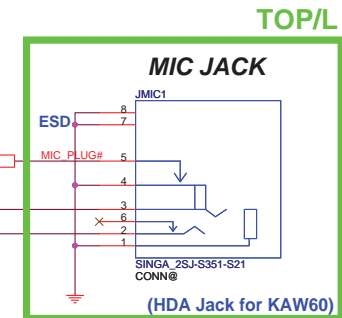 TOP/L
MIC JACK
JMIC1
8
ESD
7
MIC_PLUG#
5
4
3
6
2
1
SINGA_2SJ-S351-S21
CONN@
(HDA Jack for KAW60)